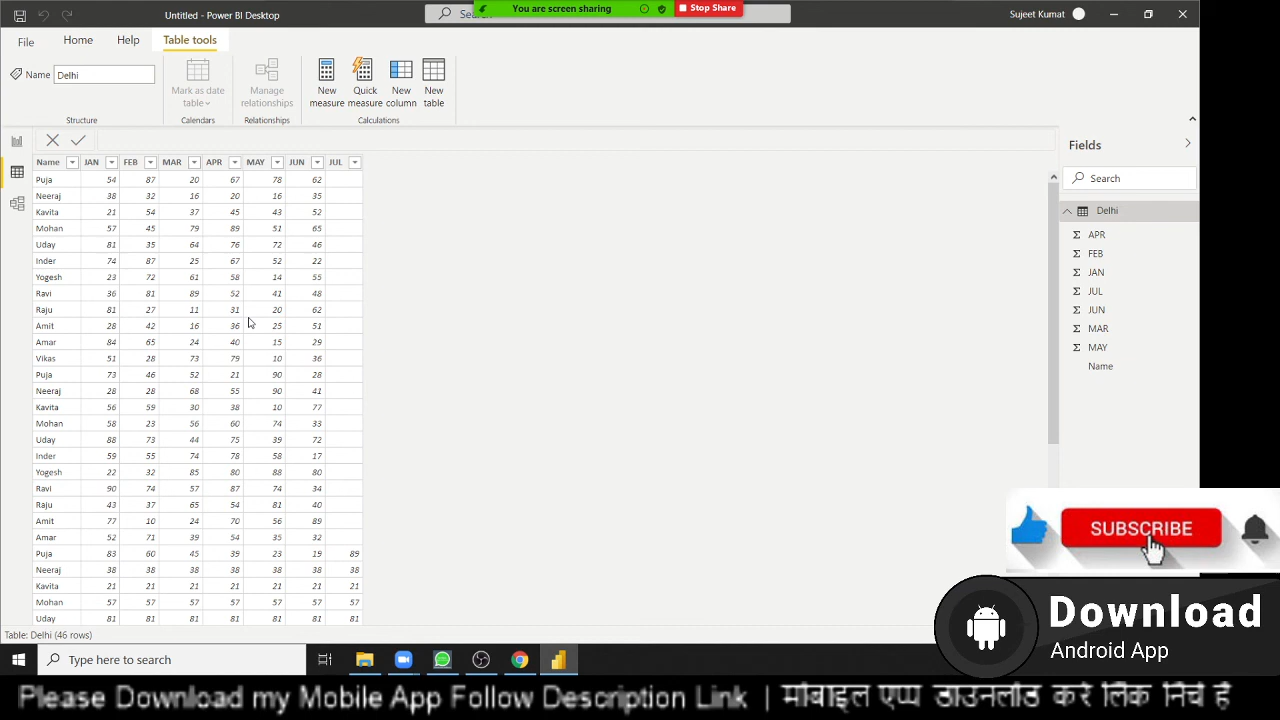 Untitled - Power BI Desktop
Search
You are screen sharing
Stop Share
Sujeet Kumat
File Home Help Table tools
Name Delhi
Mark as date table
Manage relationships
New measure
Quick measure
New column
New table
Structure Calendars Relationships Calculations
Name JAN FEB MAR APR MAY JUN JUL
Puja 54 87 20 67 78 62
Neeraj 38 32 16 20 16 35
Kavita 21 54 37 45 43 52
Mohan 57 45 79 89 51 65
Uday 81 35 64 76 72 46
Inder 74 87 25 67 52 22
Yogesh 23 72 61 58 14 55
Ravi 36 81 89 52 41 48
Raju 81 27 11 31 20 62
Amit 28 42 16 36 25 51
Amar 84 65 24 40 15 29
Vikas 51 28 73 79 10 36
Puja 73 46 52 21 90 28
Neeraj 28 28 68 55 90 41
Kavita 56 59 30 38 10 77
Mohan 58 23 56 60 74 33
Uday 88 73 44 75 39 72
Inder 59 55 74 78 58 17
Yogesh 22 32 85 80 88 80
Ravi 90 74 57 87 74 34
Raju 43 37 65 54 81 40
Amit 77 10 24 70 56 89
Amar 52 71 39 54 35 32
Puja 83 60 45 39 23 19 89
Neeraj 38 38 38 38 38 38 38
Kavita 21 21 21 21 21 21 21
Mohan 57 57 57 57 57 57 57
Uday 81 81 81 81 81 81 81
Table: Delhi (46 rows)
Fields
Search
Delhi
APR
FEB
JAN
JUL
JUN
MAR
MAY
Name
SUBSCRIBE
Download
Android App
Type here to search
Please Download my Mobile App Follow Description Link | मोबाइल एप्प डाउनलोड करे लिंक निचे है